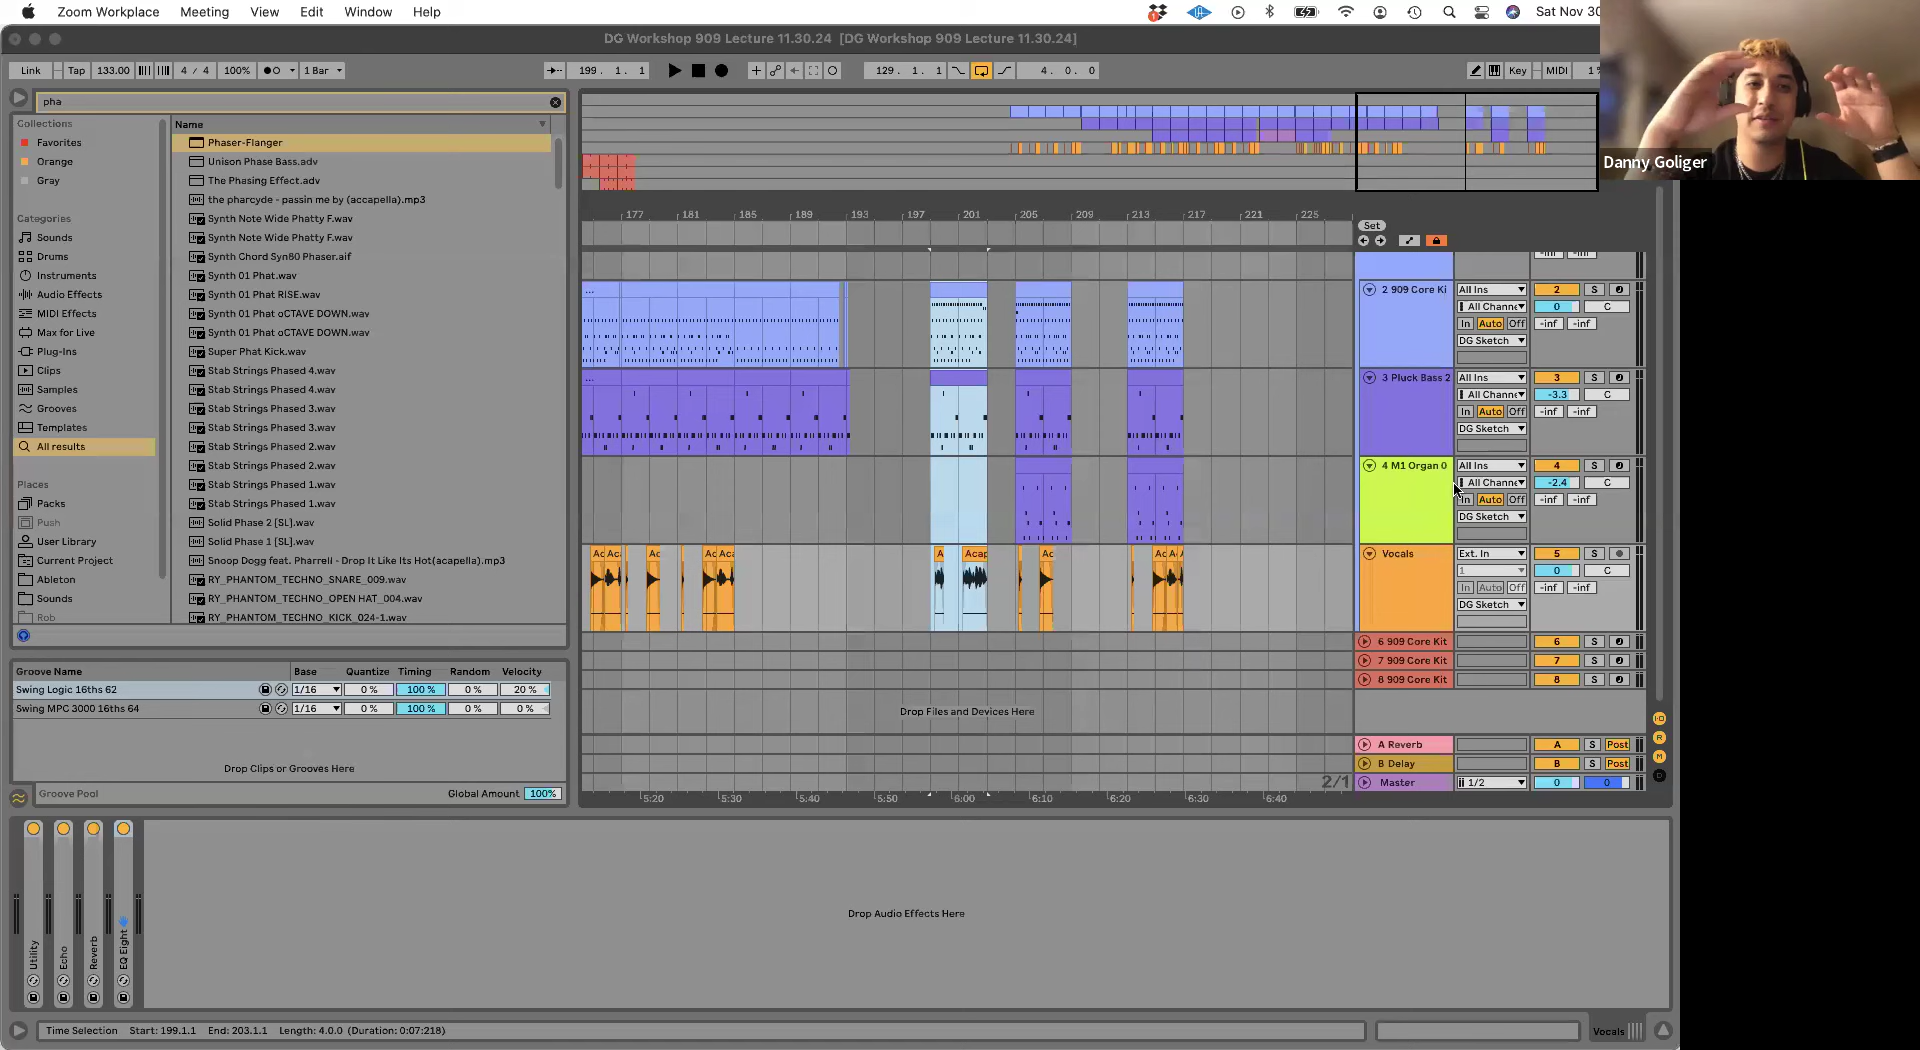 Zoom Workplace Meeting View Edit Window Help Sat Nov 30
DG Workshop 909 Lecture 11.30.24 [DG Workshop 909 Lecture 11.30.24]
Link Tap 133.00 4 / 4 100% 1 Bar 199 . 1 . 1 129 . 1 . 1 4 . 0 . 0 Key MIDI 1 %
Danny Goliger
pha
Collections
Favorites
Orange
Gray
Categories
Sounds
Drums
Instruments
Audio Effects
MIDI Effects
Max for Live
Plug-Ins
Clips
Samples
Grooves
Templates
All results
Places
Packs
Push
User Library
Current Project
Ableton
Sounds
Rob
Name
Phaser-Flanger
Unison Phase Bass.adv
The Phasing Effect.adv
the pharcyde - passin me by (accapella).mp3
Synth Note Wide Phatty F.wav
Synth Note Wide Phatty F.wav
Synth Chord Syn80 Phaser.aif
Synth 01 Phat.wav
Synth 01 Phat RISE.wav
Synth 01 Phat oCTAVE DOWN.wav
Synth 01 Phat oCTAVE DOWN.wav
Super Phat Kick.wav
Stab Strings Phased 4.wav
Stab Strings Phased 4.wav
Stab Strings Phased 3.wav
Stab Strings Phased 3.wav
Stab Strings Phased 2.wav
Stab Strings Phased 2.wav
Stab Strings Phased 1.wav
Stab Strings Phased 1.wav
Solid Phase 2 [SL].wav
Solid Phase 1 [SL].wav
Snoop Dogg feat. Pharrell - Drop It Like Its Hot(acapella).mp3
RY_PHANTOM_TECHNO_SNARE_009.wav
RY_PHANTOM_TECHNO_OPEN HAT_004.wav
RY_PHANTOM_TECHNO_KICK_024-1.wav
Groove Name Base Quantize Timing Random Velocity
Swing Logic 16ths 62 1/16 0 % 100 % 0 % 20 %
Swing MPC 3000 16ths 64 1/16 0 % 100 % 0 % 0 %
Drop Clips or Grooves Here
Groove Pool Global Amount 100%
177 181 185 189 193 197 201 205 209 213 217 221 225
Set
-inf -inf
2 909 Core Ki All Ins 2 S
All Channe 0 C
In Auto Off -inf -inf
DG Sketch
3 Pluck Bass 2 All Ins 3 S
All Channe -3.3 C
In Auto Off -inf -inf
DG Sketch
4 M1 Organ 0 All Ins 4 S
All Channe -2.4 C
In Auto Off -inf -inf
DG Sketch
Ac Aca Ac Ac Aca A Acap Ac Ac A A
Vocals Ext. In 5 S
1 0 C
In Auto Off -inf -inf
DG Sketch
6 909 Core Kit 6 S
7 909 Core Kit 7 S
8 909 Core Kit 8 S
Drop Files and Devices Here
A Reverb A S Post
B Delay B S Post
2/1 Master 1/2 0 0
5:20 5:30 5:40 5:50 6:00 6:10 6:20 6:30 6:40
Utility
Echo
Reverb
EQ Eight
Drop Audio Effects Here
Time Selection Start: 199.1.1 End: 203.1.1 Length: 4.0.0 (Duration: 0:07:218)
Vocals